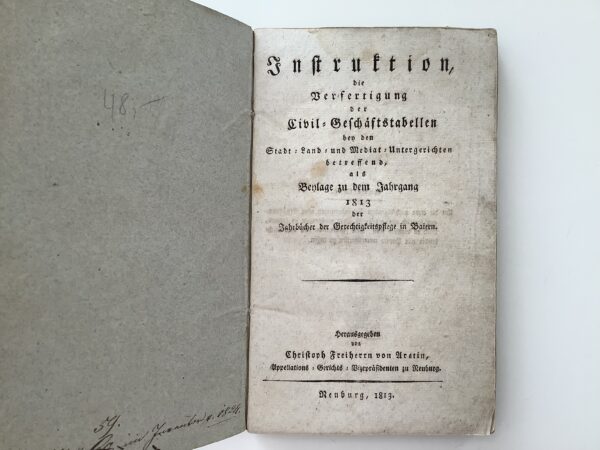 48,-
54.
Instruktion,
die
Verfertigung
der
Civil-Geschäftstabellen
bey den
Stadt- Land- und Mediat-Untergerichten
betreffend,
als
Beylage zu dem Jahrgang
1813
der
Jahrbücher der Gerechtigkeitspflege in Baiern.
Herausgegeben
von
Christoph Freiherrn von Aretin,
Appellations-Gerichts-Vizepräsidenten zu Neuburg.
Neuburg, 1813.